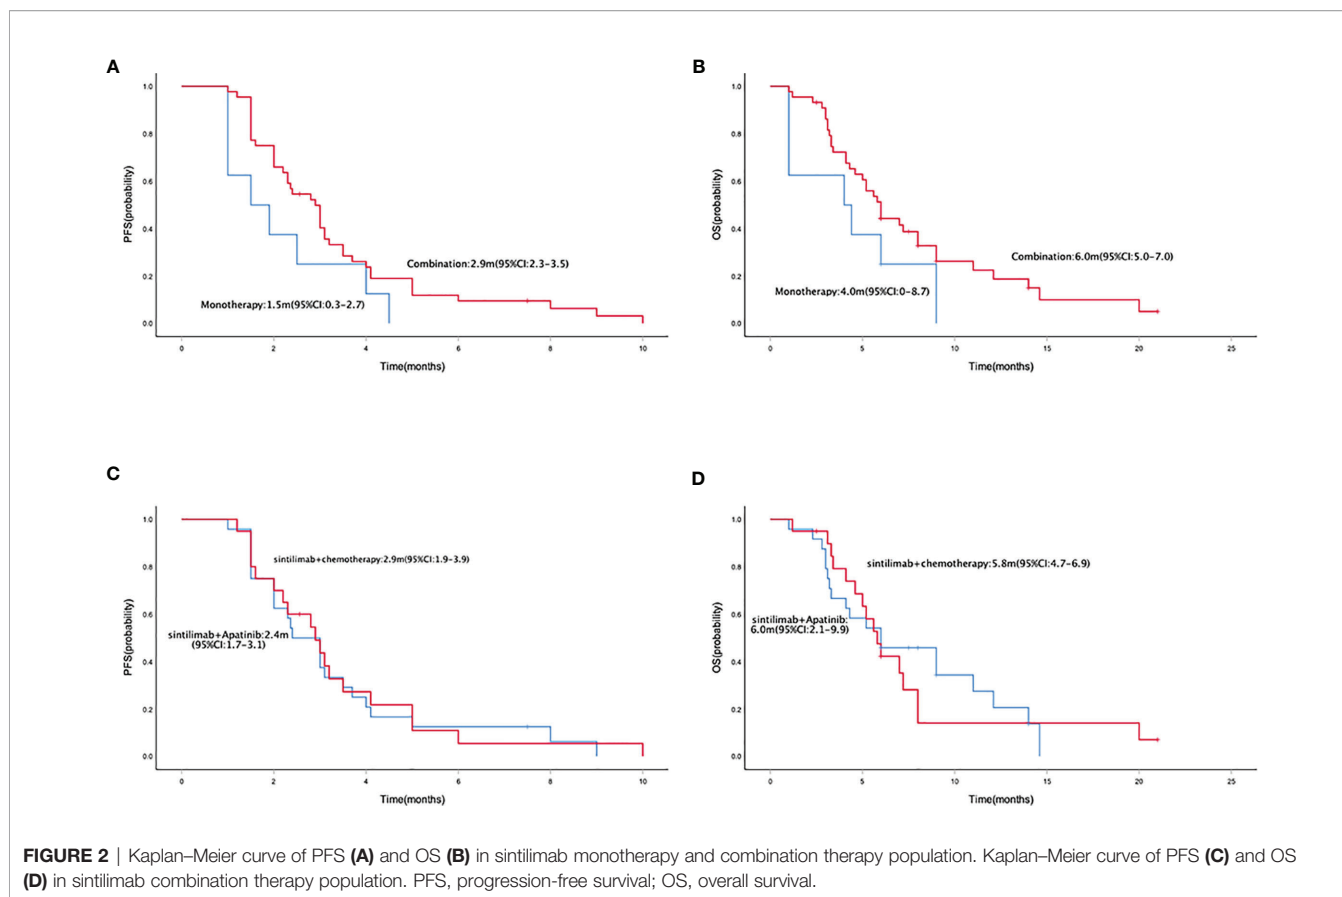 A
1.0
0.8
0.6
0.4
0.2
0.0
PFS(probability)
Combination:2.9m(95%CI:2.3–3.5)
Monotherapy:1.5m(95%CI:0.3–2.7)
0 2 4 6 8 10
Time(months)
B
1.0
0.8
0.6
0.4
0.2
0.0
OS(probability)
Combination:6.0m(95%CI:5.0–7.0)
Monotherapy:4.0m(95%CI:0–8.7)
0 5 10 15 20 25
Time(months)
C
1.0
0.8
0.6
0.4
0.2
0.0
PFS(probability)
sintilimab+chemotherapy:2.9m(95%CI:1.9–3.9)
sintilimab+Apatinib:2.4m
(95%CI:1.7–3.1)
0 2 4 6 8 10
Time(months)
D
1.0
0.8
0.6
0.4
0.2
0.0
OS(probability)
sintilimab+chemotherapy:5.8m(95%CI:4.7–6.9)
sintilimab+Apatinib:
6.0m(95%CI:2.1–9.9)
0 5 10 15 20 25
Time(months)
FIGURE 2 | Kaplan–Meier curve of PFS (A) and OS (B) in sintilimab monotherapy and combination therapy population. Kaplan–Meier curve of PFS (C) and OS
(D) in sintilimab combination therapy population. PFS, progression-free survival; OS, overall survival.